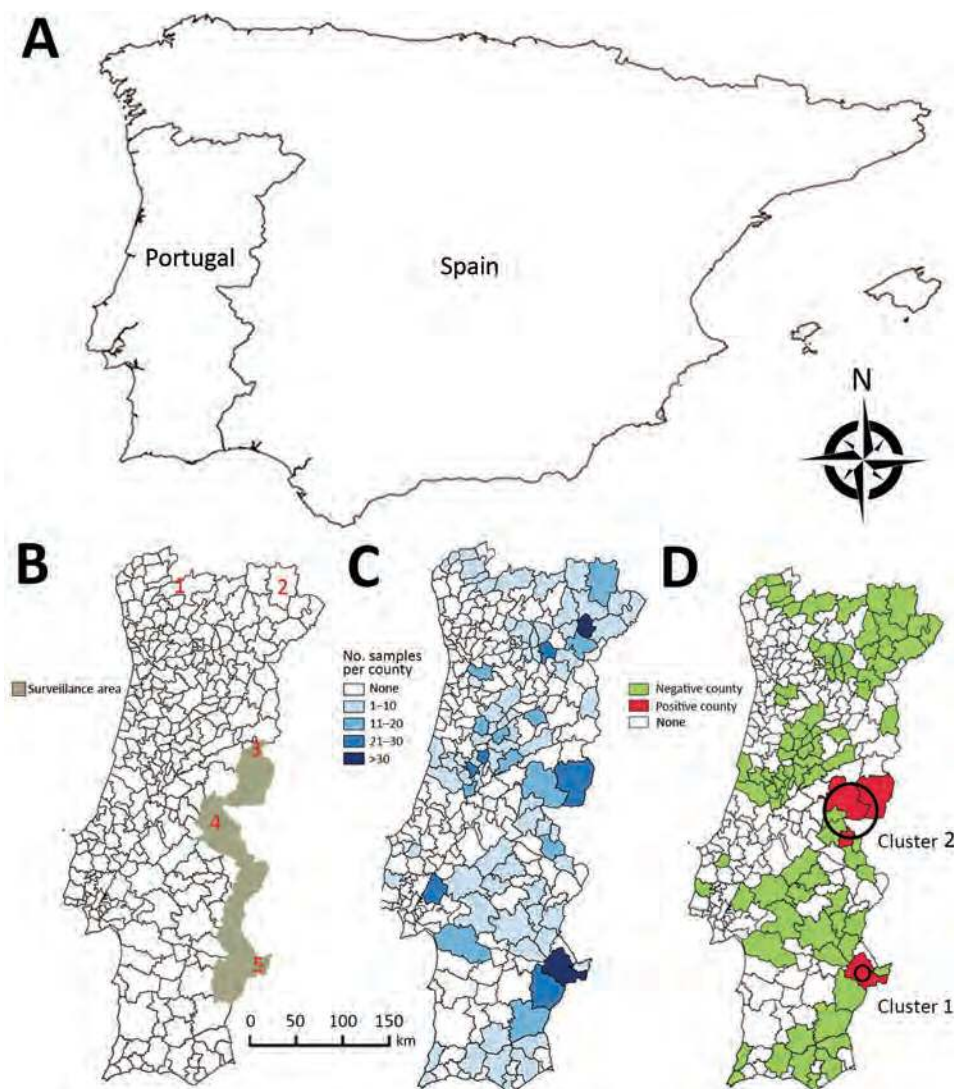 A
Portugal
Spain
N
B
1
2
Surveillance area
3
4
5
0 50 100 150
km
C
No. samples
per county
None
1–10
11–20
21–30
>30
D
Negative county
Positive county
None
Cluster 2
Cluster 1